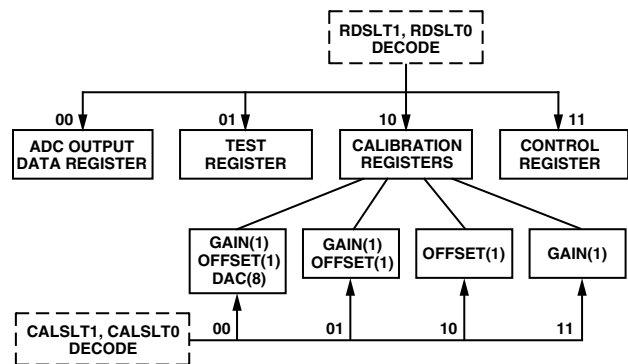 RDSLT1, RDSLT0
DECODE
00
01
10
11
ADC OUTPUT
DATA REGISTER
TEST
REGISTER
CALIBRATION
REGISTERS
CONTROL
REGISTER
GAIN(1)
OFFSET(1)
DAC(8)
GAIN(1)
OFFSET(1)
OFFSET(1)
GAIN(1)
CALSLT1, CALSLT0
DECODE
00
01
10
11